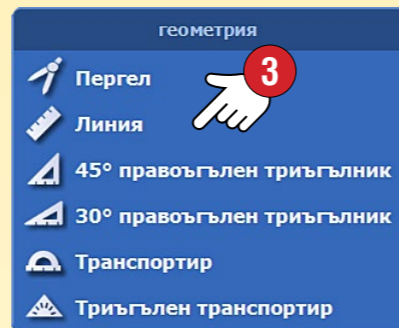 геометрия
3
Пергел
Линия
45° правоъгълен триъгълник
30° правоъгълен триъгълник
Транспортир
Триъгълен транспортир